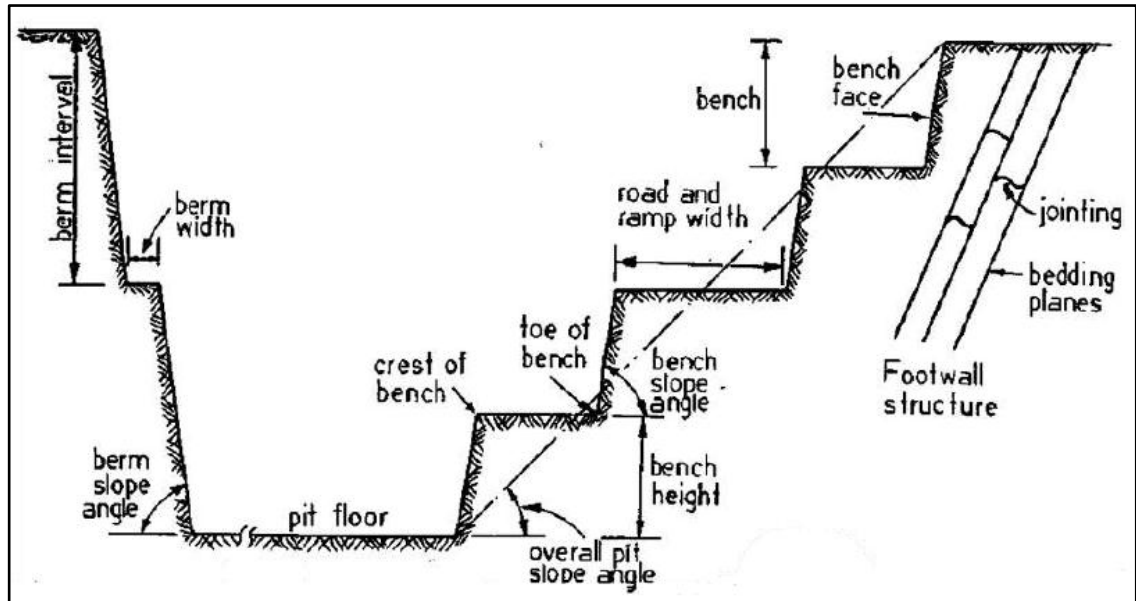 berm interval
berm
width
berm
slope
angle
pit floor
crest of
bench
toe of
bench
road and
ramp width
bench
bench
face
bench
slope
angle
bench
height
overall pit
slope angle
jointing
bedding
planes
Footwall
structure